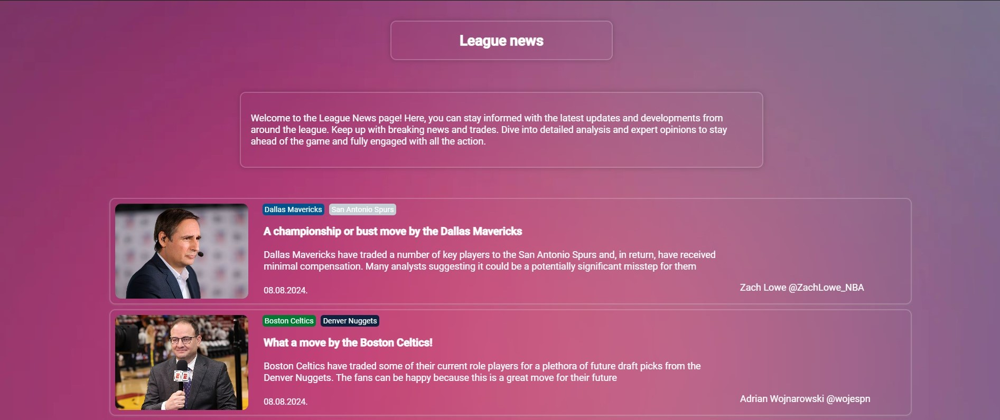 League news
Welcome to the League News page! Here, you can stay informed with the latest updates and developments from
around the league. Keep up with breaking news and trades. Dive into detailed analysis and expert opinions to stay
ahead of the game and fully engaged with all the action.
Dallas Mavericks San Antonio Spurs
A championship or bust move by the Dallas Mavericks
Dallas Mavericks have traded a number of key players to the San Antonio Spurs and, in return, have received
minimal compensation. Many analysts suggesting it could be a potentially significant misstep for them
08.08.2024.
Zach Lowe @ZachLowe_NBA
Boston Celtics Denver Nuggets
What a move by the Boston Celtics!
Boston Celtics have traded some of their current role players for a plethora of future draft picks from the
Denver Nuggets. The fans can be happy because this is a great move for their future
08.08.2024.
Adrian Wojnarowski @wojespn